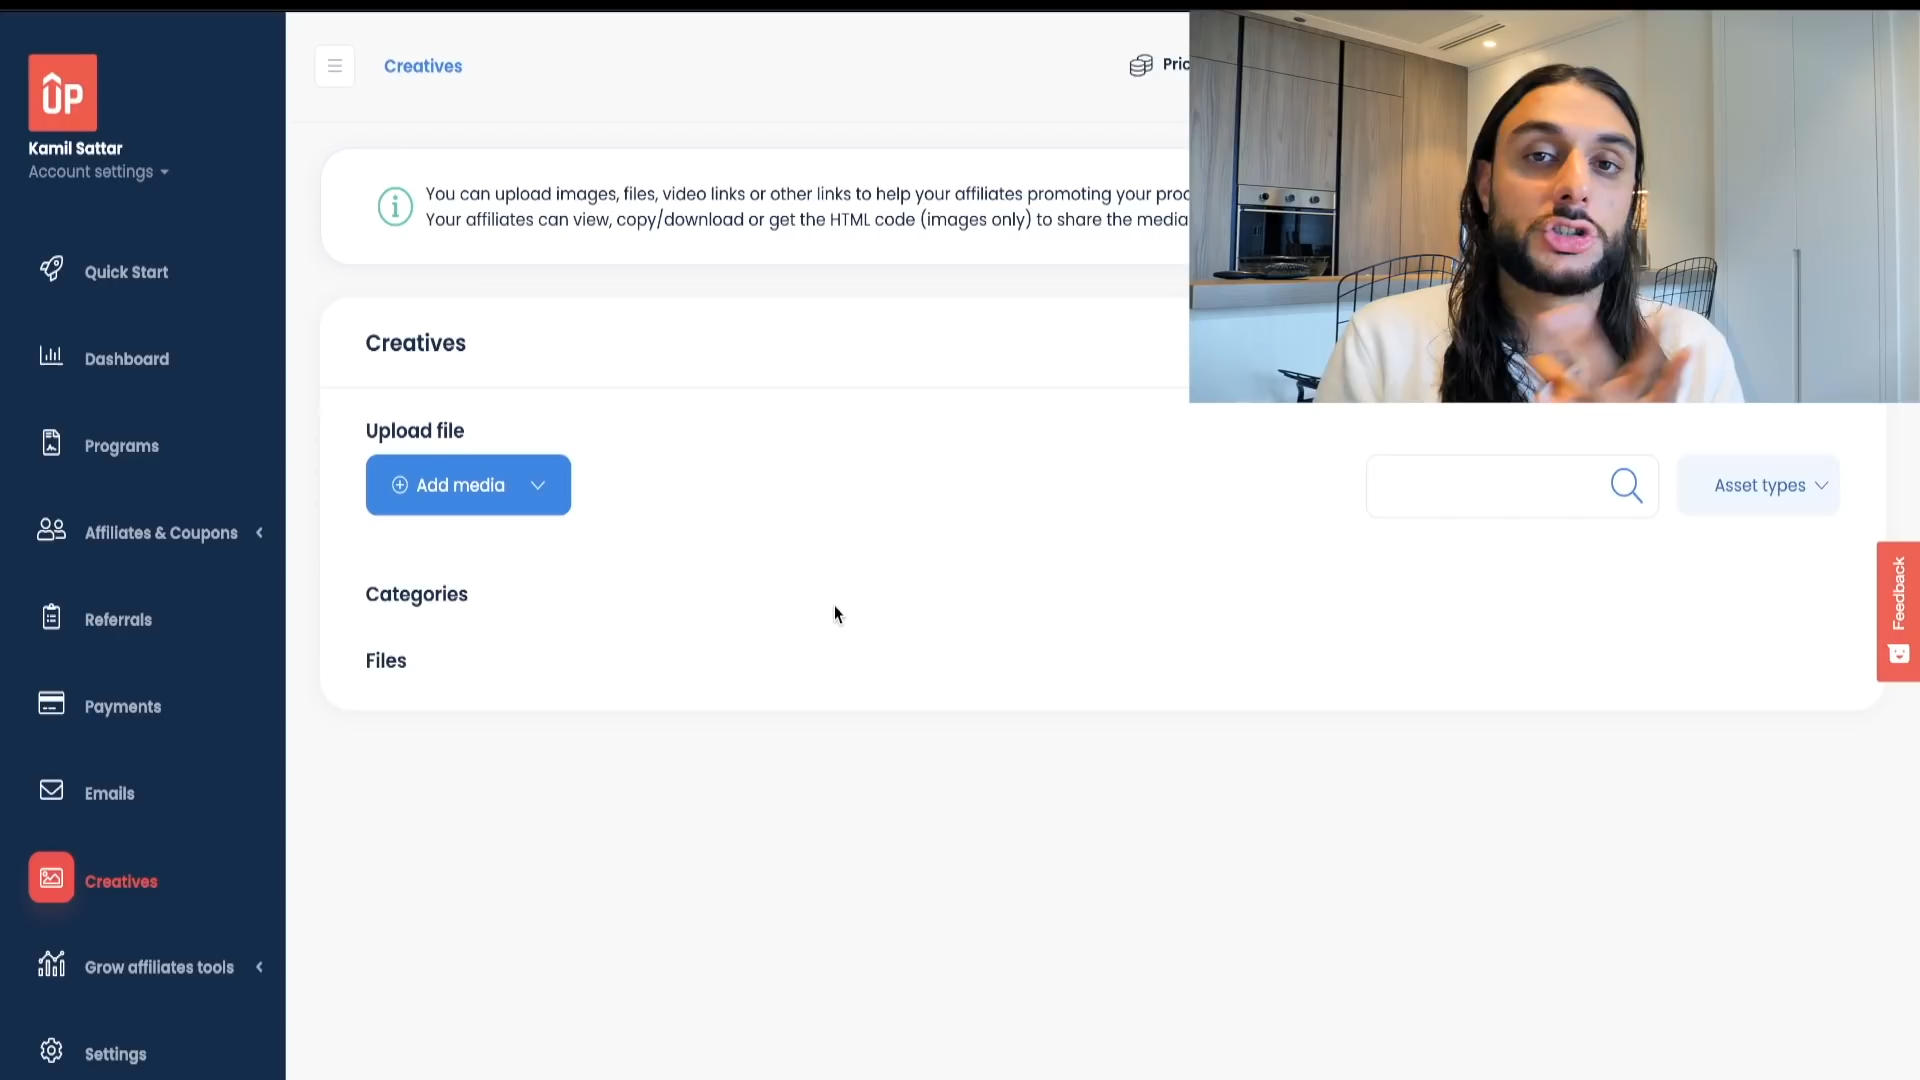 UP
Kamil Sattar
Account settings
Quick Start
Dashboard
Programs
Affiliates & Coupons
Referrals
Payments
Emails
Creatives
Grow affiliates tools
Settings
Creatives
Pric
You can upload images, files, video links or other links to help your affiliates promoting your proc
Your affiliates can view, copy/download or get the HTML code (images only) to share the media
Creatives
Upload file
Add media
Asset types
Categories
Files
Feedback